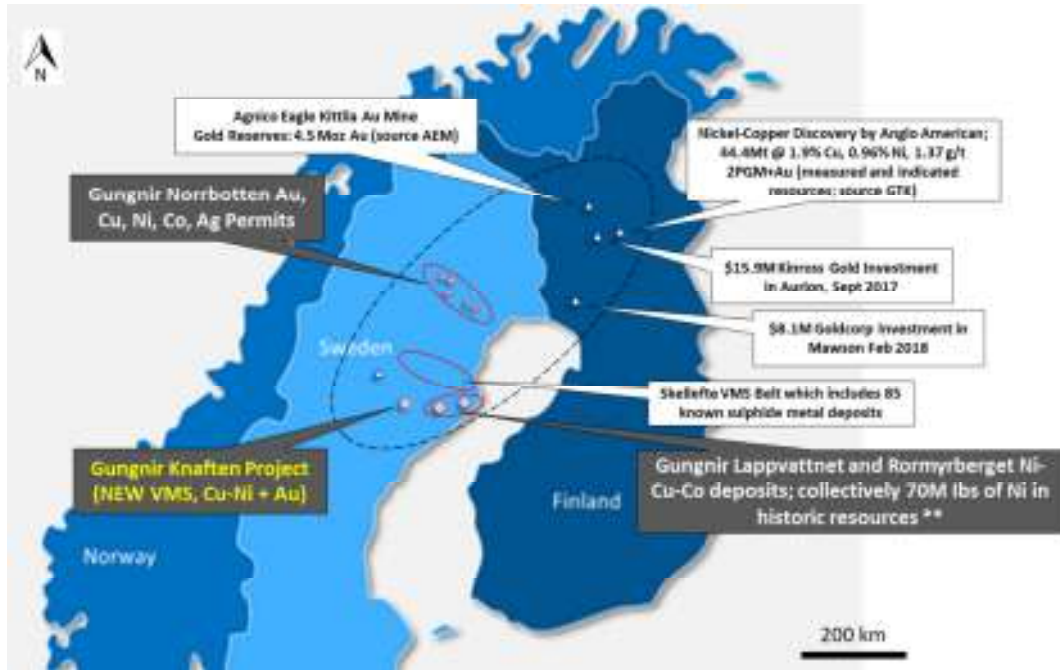 N
Agnico Eagle Kittila Au Mine
Gold Reserves: 4.5 Moz Au (source AEM)
Nickel-Copper Discovery by Anglo American;
44.4Mt @ 1.9% Cu, 0.96% Ni, 1.37 g/t
2PGM+Au (measured and indicated
resources; source GTK)
Gungnir Norrbotten Au,
Cu, Ni, Co, Ag Permits
$15.9M Kinross Gold Investment
in Aurion, Sept 2017
$8.1M Goldcorp Investment in
Mawson Feb 2018
Sweden
Skellefte VMS Belt which includes 85
known sulphide metal deposits
Gungnir Knaften Project
(NEW VMS, Cu-Ni + Au)
Gungnir Lappvattnet and Rormyrberget Ni-
Cu-Co deposits; collectively 70M lbs of Ni in
historic resources **
Finland
Norway
200 km